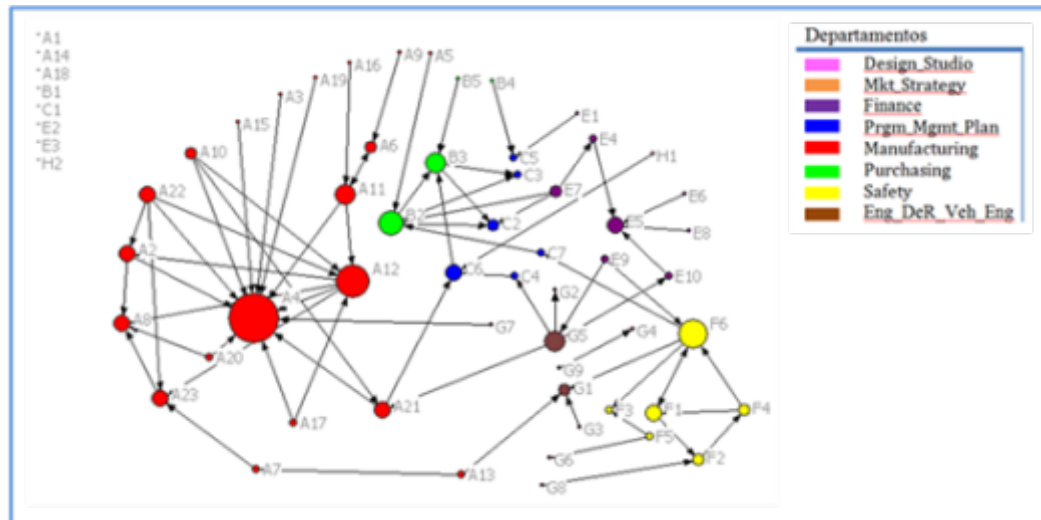 *A1
*A14
*A18
*B1
*C1
*E2
*E3
*H2
A9 A5
A16
A19
A3
A15
A10
A6
A11
A22
A2
A8
A20
A23
A4
A12
A17
A21
A7
A13
B5
B4
B3
B2
C5
C3
C2
C7
C6
C4
E1
E4
H1
E7
E5
E6
E8
E9
E10
G2
G7
G5
G4
G9
G1
G3
G6
G8
F6
F3
F1
F4
F5
F2
Departamentos
Design_Studio
Mkt_Strategy
Finance
Prgm_Mgmt_Plan
Manufacturing
Purchasing
Safety
Eng_DeR_Veh_Eng